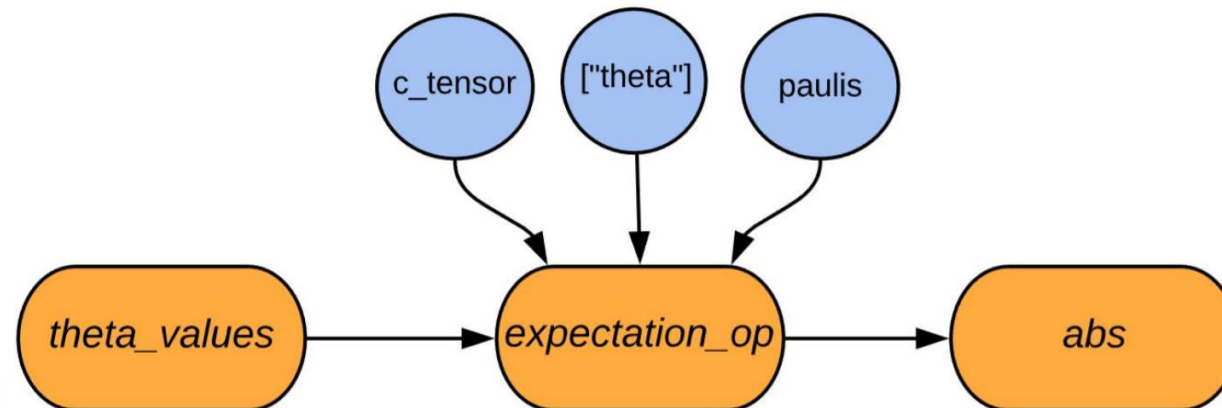 c_tensor
["theta"]
paulis
theta_values
expectation_op
abs